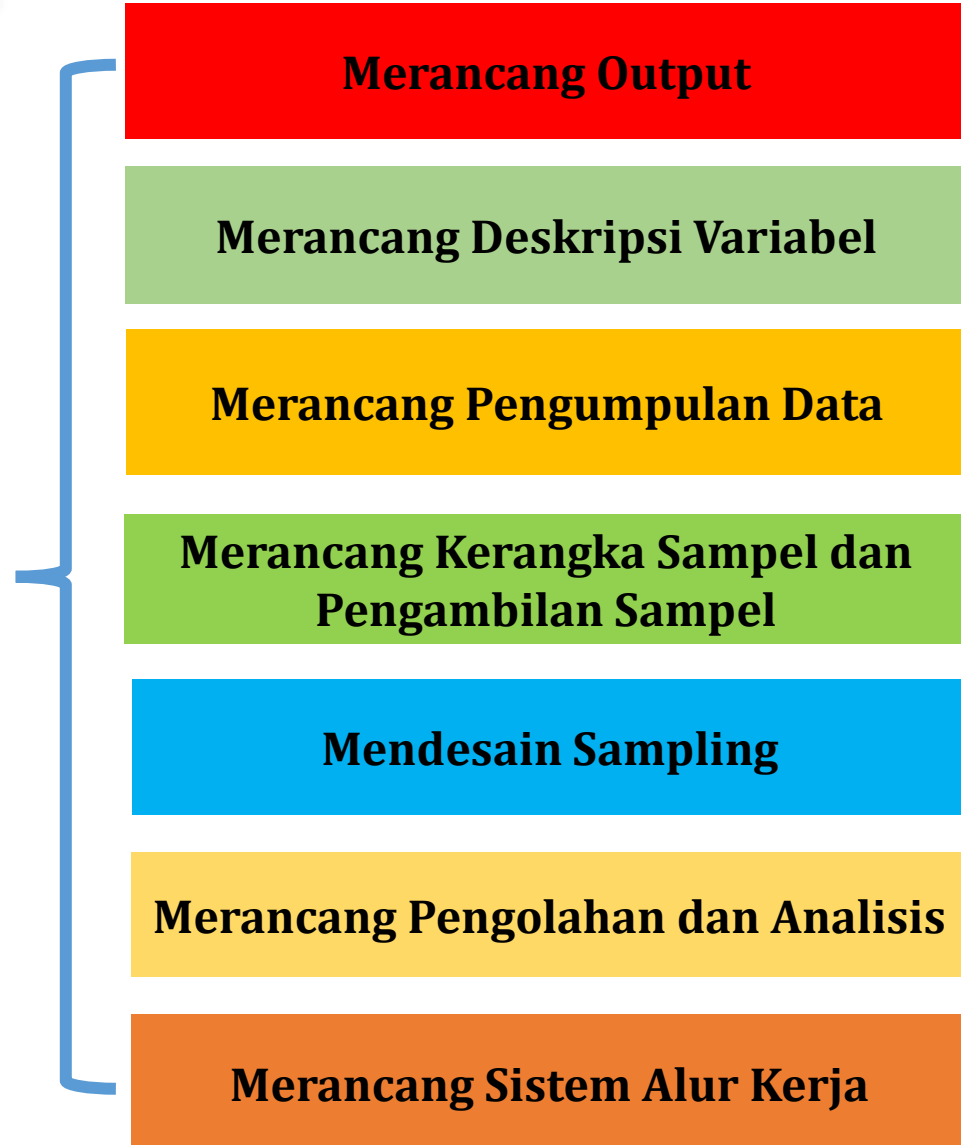 Merancang Output
Merancang Deskripsi Variabel
Merancang Pengumpulan Data
Merancang Kerangka Sampel dan
Pengambilan Sampel
Mendesain Sampling
Merancang Pengolahan dan Analisis
Merancang Sistem Alur Kerja